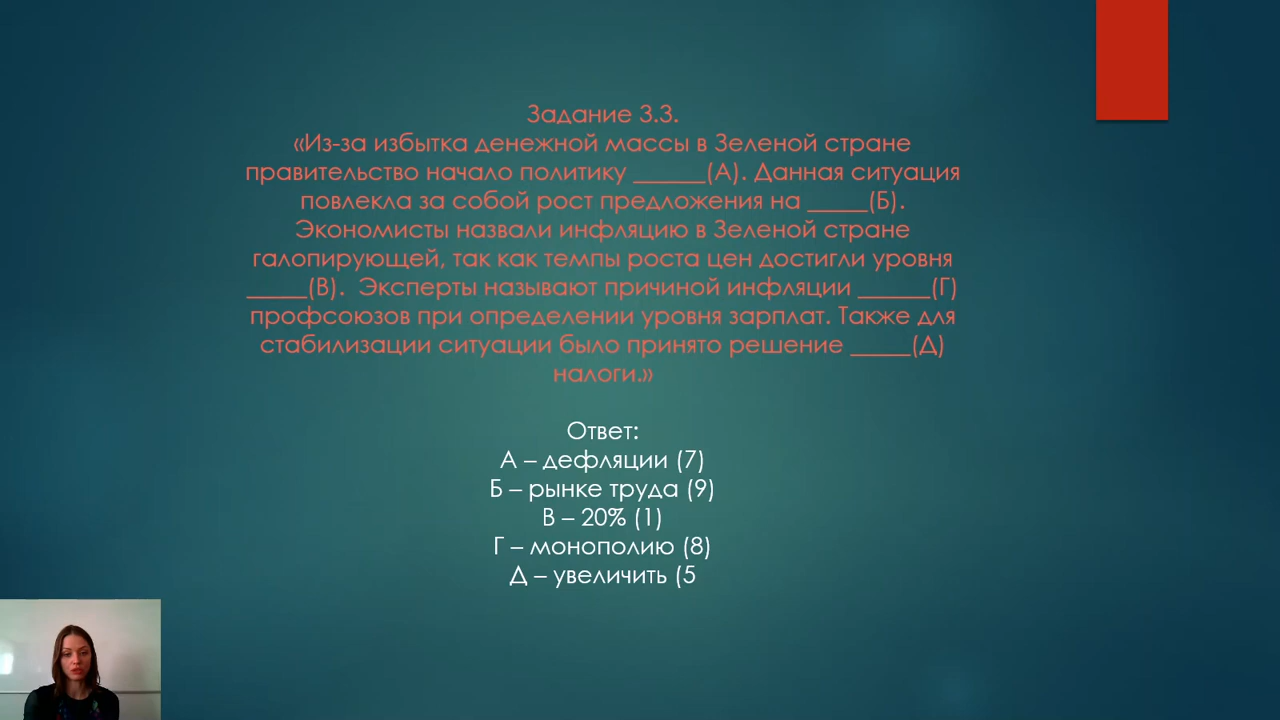 Задание 3.3.
«Из-за избытка денежной массы в Зеленой стране
правительство начало политику ______(А). Данная ситуация
повлекла за собой рост предложения на _____(Б).
Экономисты назвали инфляцию в Зеленой стране
галопирующей, так как темпы роста цен достигли уровня
_____(В). Эксперты называют причиной инфляции ______(Г)
профсоюзов при определении уровня зарплат. Также для
стабилизации ситуации было принято решение _____(Д)
налоги.»
Ответ:
А – дефляции (7)
Б – рынке труда (9)
В – 20% (1)
Г – монополию (8)
Д – увеличить (5